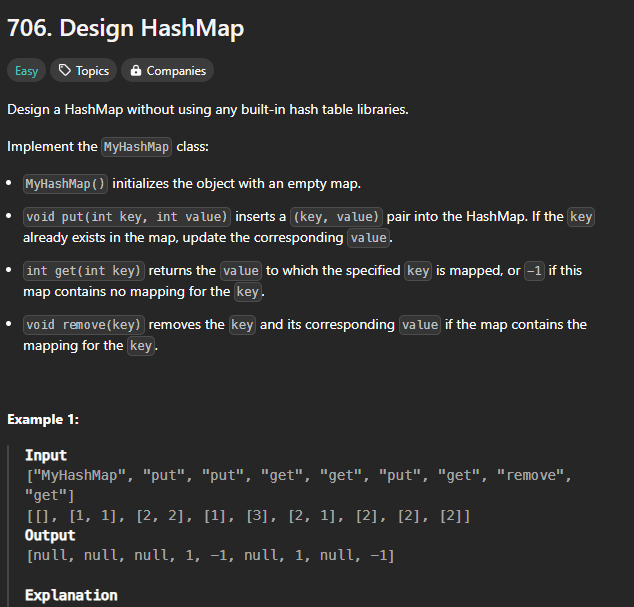 706. Design HashMap
Easy Topics Companies
Design a HashMap without using any built-in hash table libraries.
Implement the MyHashMap class:
• MyHashMap() initializes the object with an empty map.
• void put(int key, int value) inserts a (key, value) pair into the HashMap. If the key
already exists in the map, update the corresponding value.
• int get(int key) returns the value to which the specified key is mapped, or -1 if this
map contains no mapping for the key.
• void remove(key) removes the key and its corresponding value if the map contains the
mapping for the key.
Example 1:
Input
["MyHashMap", "put", "put", "get", "get", "put", "get", "remove",
"get"]
[[], [1, 1], [2, 2], [1], [3], [2, 1], [2], [2], [2]]
Output
[null, null, null, 1, -1, null, 1, null, -1]
Explanation